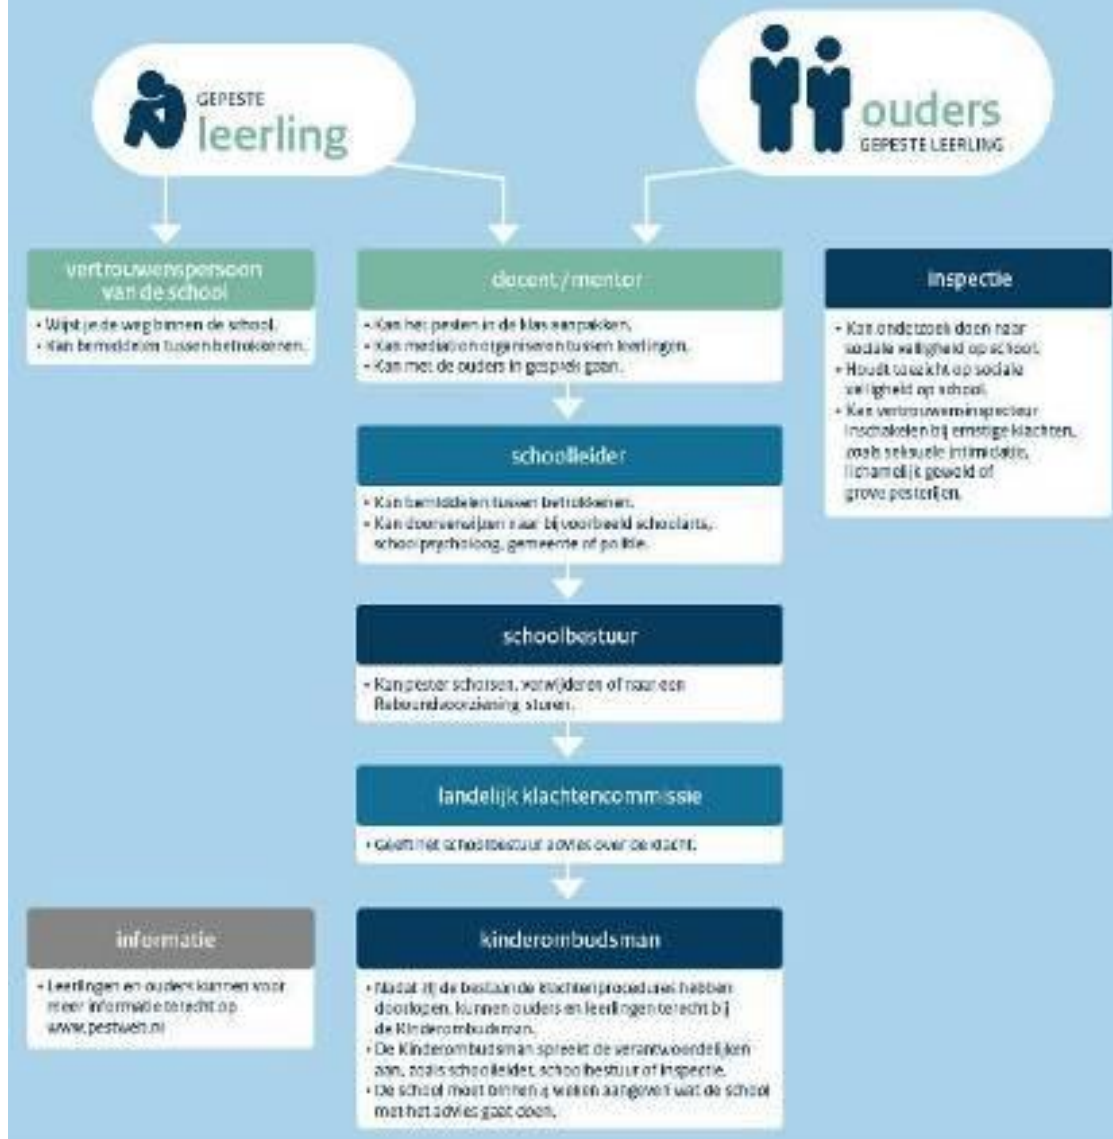 GEPESTE
leerling
ouders
GEPESTE LEERLING
vertrouwenspersoon
van de school
• Wijst je de weg binnen de school.
• Kan bemiddelen tussen betrokkenen.
docent / mentor
• Kan het pesten in de klas aanpakken.
• Kan mediation organiseren tussen leerlingen.
• Kan met de ouders in gesprek gaan.
inspectie
• Kan onderzoek doen naar
sociale veiligheid op school.
• Houdt toezicht op sociale
veiligheid op school.
• Kan vertrouwensinspecteur
inschakelen bij ernstige klachten,
zoals seksuele intimidatie,
lichamelijk geweld of
grove pesterijen.
schoolleider
• Kan bemiddelen tussen betrokkenen.
• Kan doorverwijzen naar bijvoorbeeld schoolarts,
schoolpsycholoog, gemeente of politie.
schoolbestuur
• Kan pester schorsen, verwijderen of naar een
Reboundvoorziening sturen.
landelijk klachtencommissie
• Geeft het schoolbestuur advies over de klacht.
informatie
• Leerlingen en ouders kunnen voor
meer informatie terecht op
www.pestweb.nl
kinderombudsman
• Nadat zij de bestaande klachtenprocedures hebben
doorlopen, kunnen ouders en leerlingen terecht bij
de Kinderombudsman.
• De Kinderombudsman spreekt de verantwoordelijken
aan, zoals schoolleider, schoolbestuur of inspectie.
• De school moet binnen 4 weken aangeven wat de school
met het advies gaat doen.